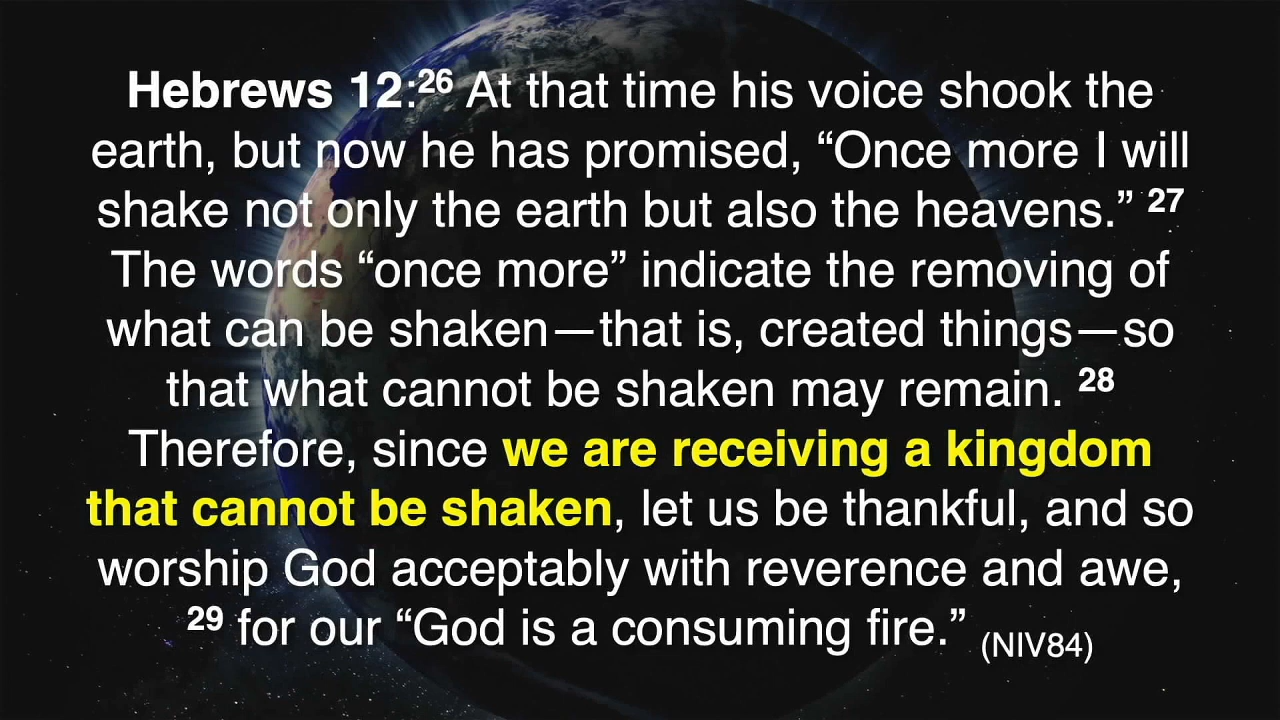 Hebrews 12:26 At that time his voice shook the
earth, but now he has promised, “Once more I will
shake not only the earth but also the heavens.” 27
The words “once more” indicate the removing of
what can be shaken—that is, created things—so
that what cannot be shaken may remain. 28
Therefore, since we are receiving a kingdom
that cannot be shaken, let us be thankful, and so
worship God acceptably with reverence and awe,
29 for our “God is a consuming fire.” (NIV84)